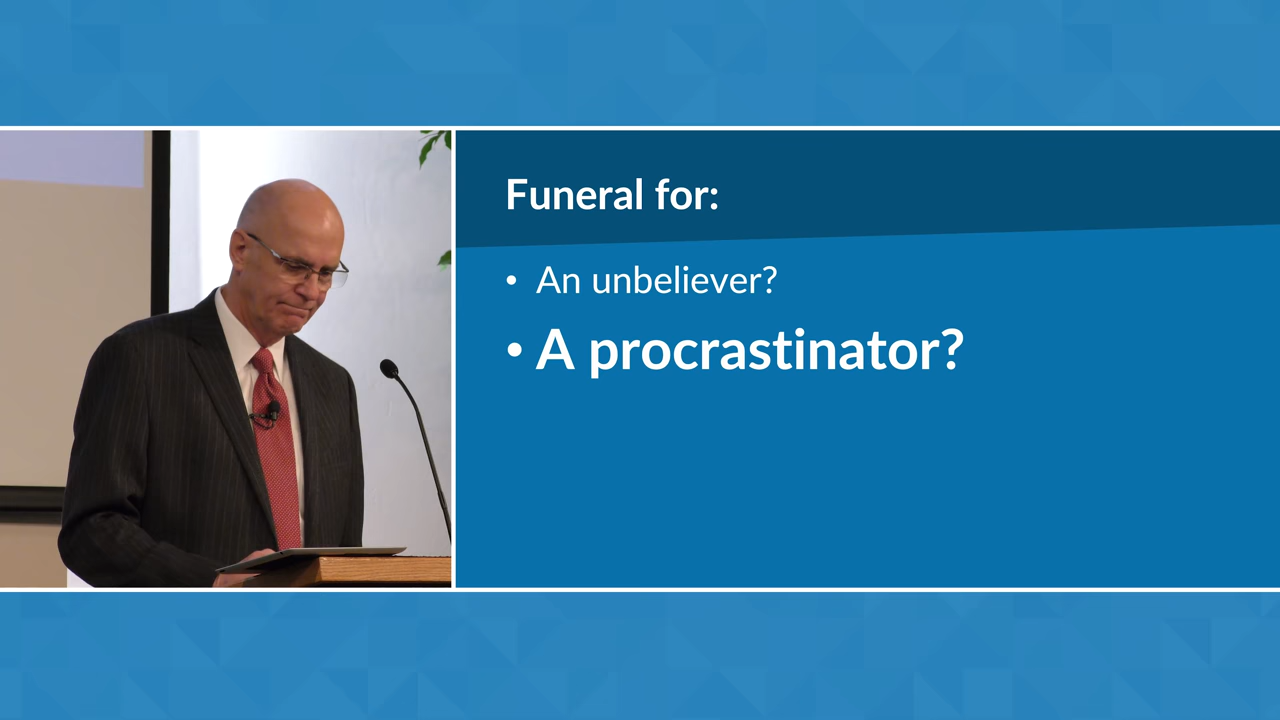 Funeral for:
• An unbeliever?
• A procrastinator?